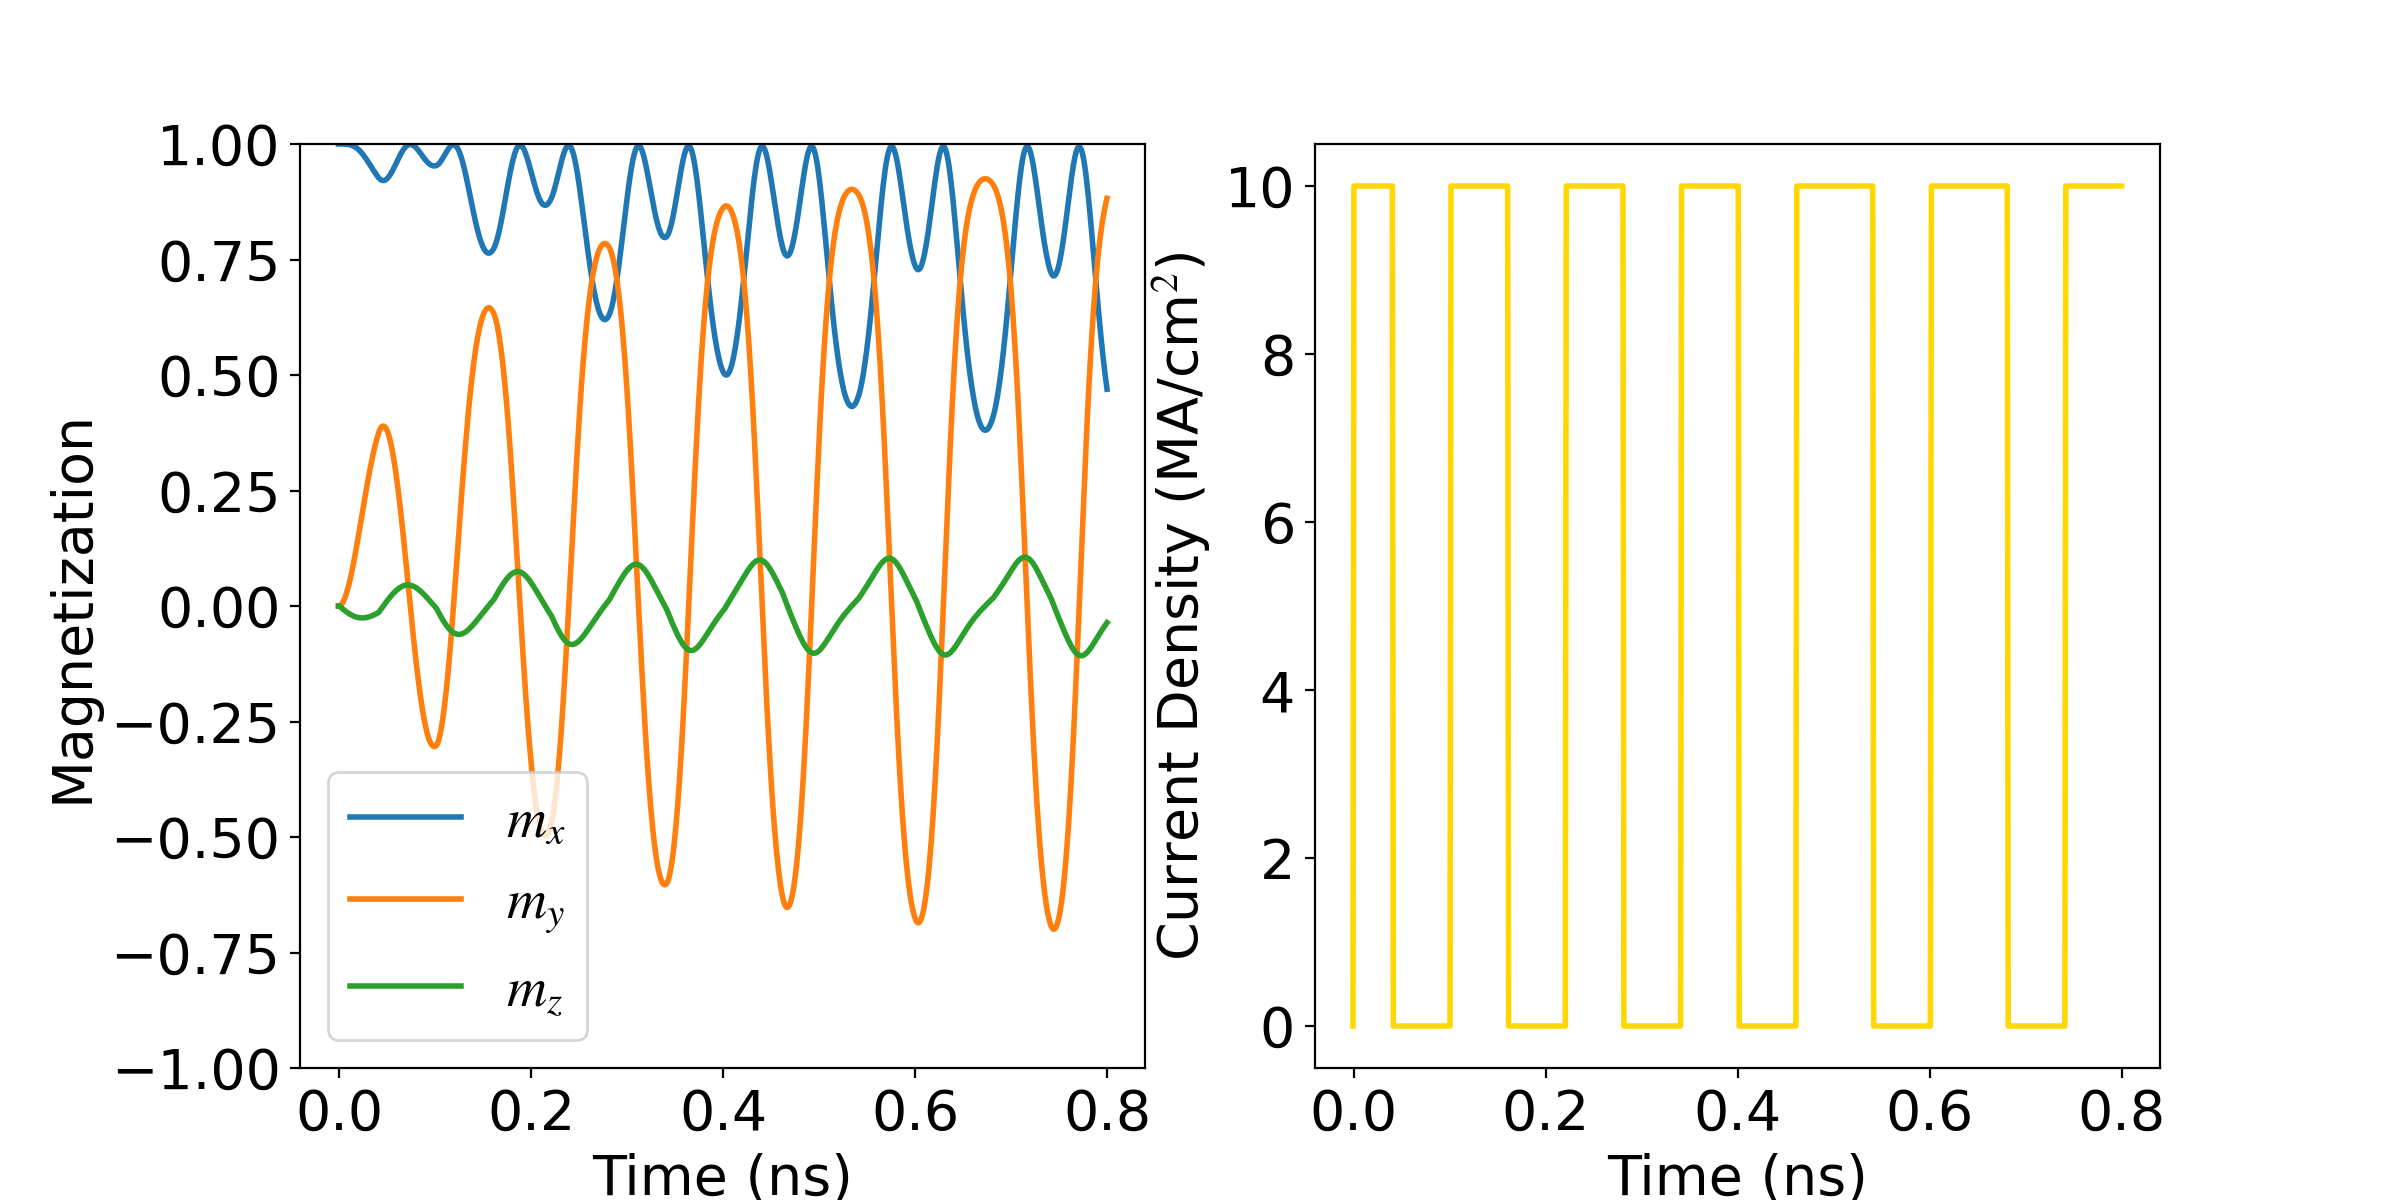 Magnetization
1.00
0.75
0.50
0.25
0.00
−0.25
−0.50
−0.75
−1.00
0.0 0.2 0.4 0.6 0.8
Time (ns)
m_x
m_y
m_z
Current Density (MA/cm²)
10
8
6
4
2
0
0.0 0.2 0.4 0.6 0.8
Time (ns)